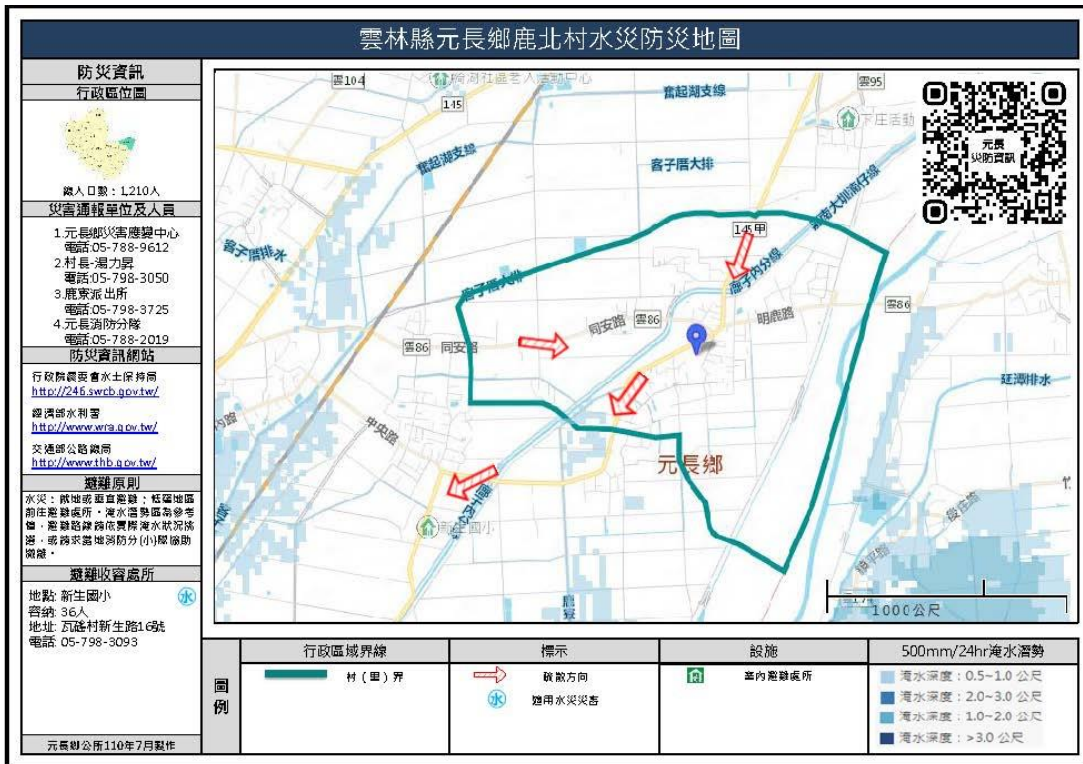 雲林縣元長鄉鹿北村水災防災地圖
防災資訊
行政區位圖
總人口數：1,210人
災害通報單位及人員
1.元長鄉災害應變中心
電話:05-788-9612
2.村長-湯力昇
電話:05-798-3050
3.鹿寮派出所
電話:05-798-3725
4.元長消防分隊
電話:05-788-2019
防災資訊網站
行政院農委會水土保持局
http://246.swcb.gov.tw/
經濟部水利署
http://www.wra.gov.tw/
交通部公路總局
http://www.thb.gov.tw/
避難原則
水災：就地或垂直避難；低窪地區
前往避難處所。淹水潛勢區為參考
值，避難路線請依實際淹水狀況挑
選，或請求當地消防分(小)隊協助
撤離。
避難收容處所
地點: 新生國小
水
容納: 36人
地址: 瓦磘村新生路16號
電話: 05-798-3093
元長鄉公所110年7月製作
雲104
145
奮起湖支線
雲95
下庄活動
元長
災防資訊
奮起湖支線
客子厝大排
客子厝排水
145甲
客子厝大排
鹿子內分線
雲86
同安路
雲86
明鹿路
雲86
同安路
延潭排水
中央路
元長鄉
新生國小
鹿寮
1000公尺
圖例
行政區域界線
村（里）界
標示
疏散方向
水
適用水災災害
設施
室內避難處所
500mm/24hr淹水潛勢
淹水深度：0.5~1.0 公尺
淹水深度：2.0~3.0 公尺
淹水深度：1.0~2.0 公尺
淹水深度：>3.0 公尺